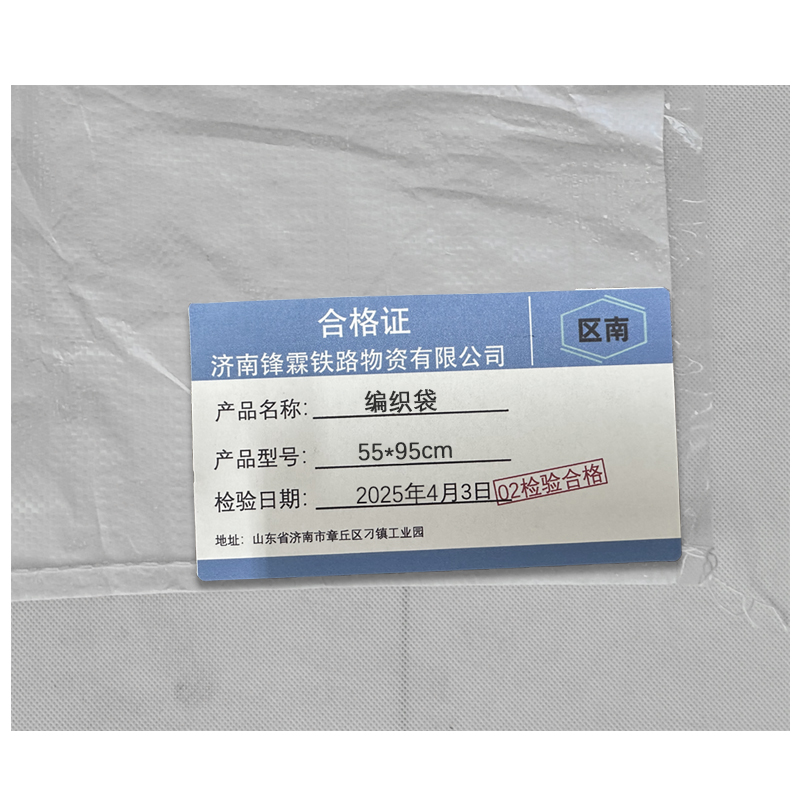 合格证
济南锋霖铁路物资有限公司
区南
产品名称：编织袋
产品型号：55*95cm
检验日期：2025年4月3日
02检验合格
地址：山东省济南市章丘区刁镇工业园